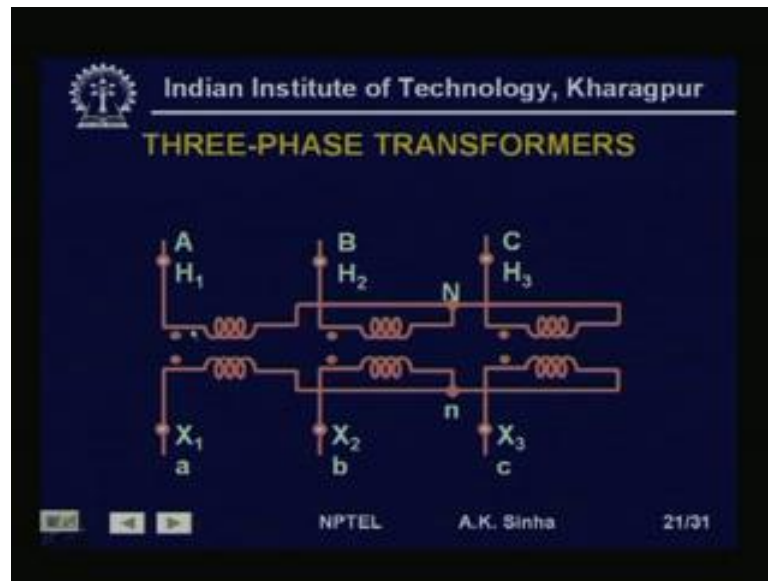 Indian Institute of Technology, Kharagpur
THREE-PHASE TRANSFORMERS
A B C
H₁ H₂ H₃
N
n
X₁ X₂ X₃
a b c
NPTEL A.K. Sinha 21/31